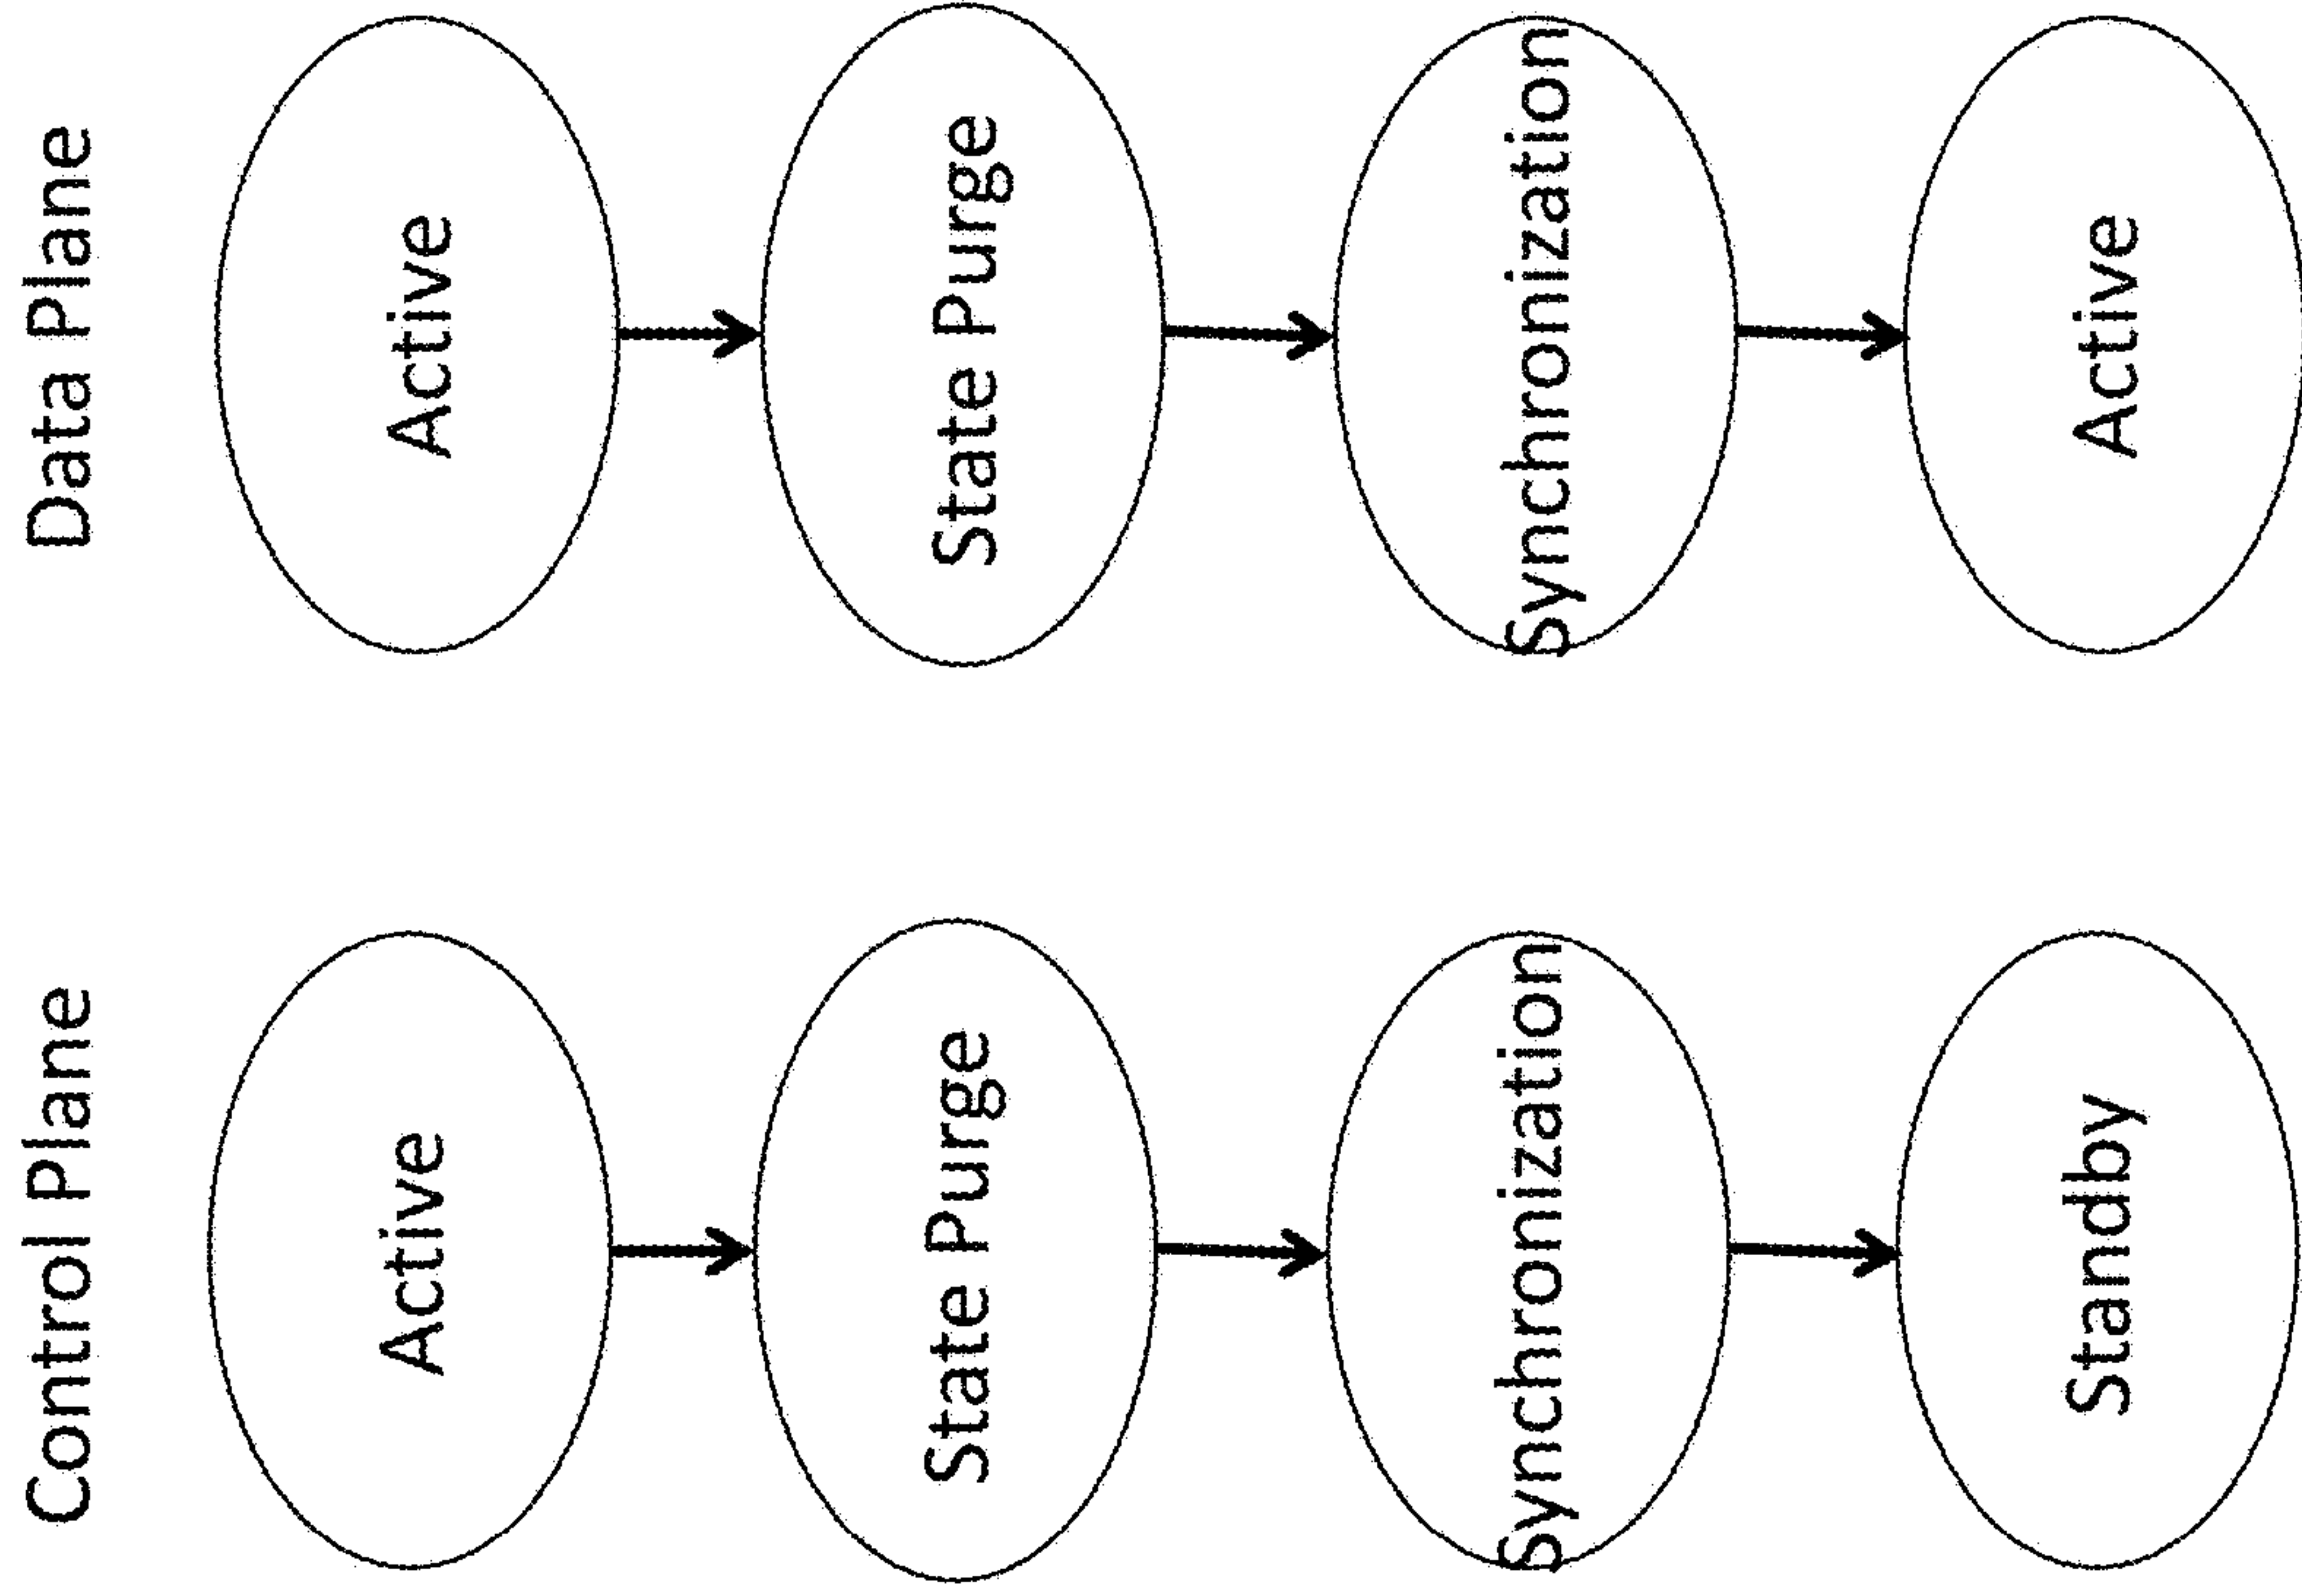 Control Plane
Active
State Purge
Synchronization
Standby
Data Plane
Active
State Purge
Synchronization
Active